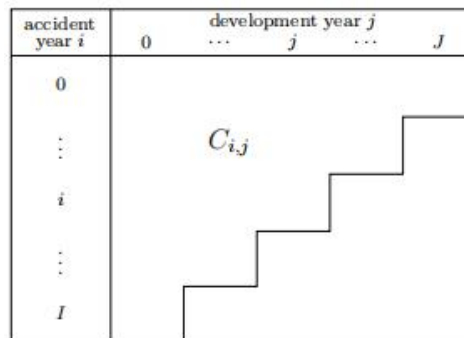 accident development year j
year i 0 ⋯ j ⋯ J
0
⋮
C_{i,j}
i
⋮
I